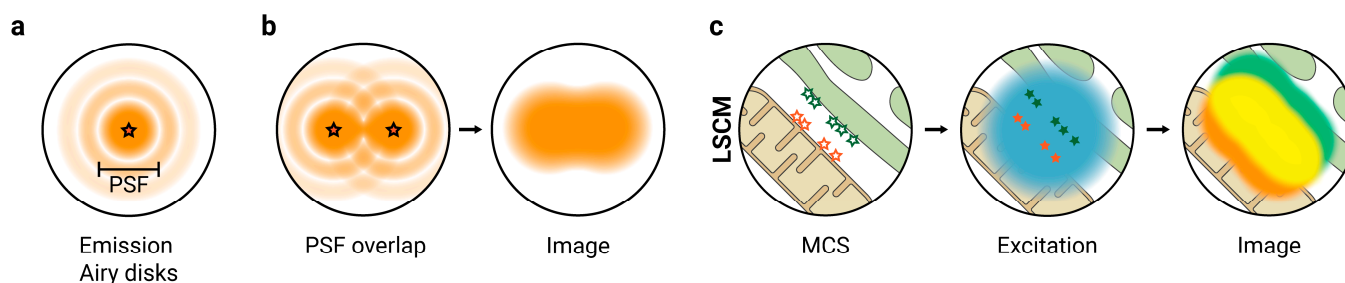 a
b
c
PSF
LSCM
Emission
Airy disks
PSF overlap
Image
MCS
Excitation
Image